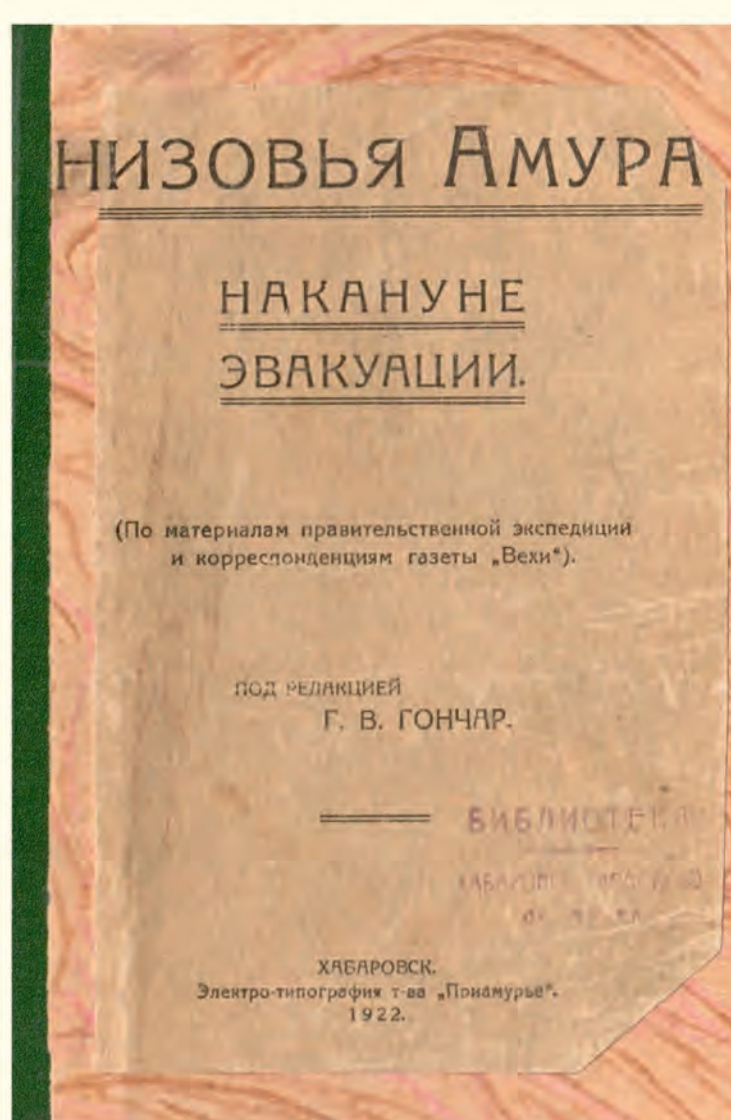 НИЗОВЬЯ АМУРА
НАКАНУНЕ
ЭВАКУАЦИИ.
(По материалам правительственной экспедиции
и корреспонденциям газеты „Вехи“).
ПОД РЕДАКЦИЕЙ
Г. В. ГОНЧАР.
БИБЛИОТЕКА
ХАБАРОВСК.
Электро-типография т-ва „Приамурье“.
1922.